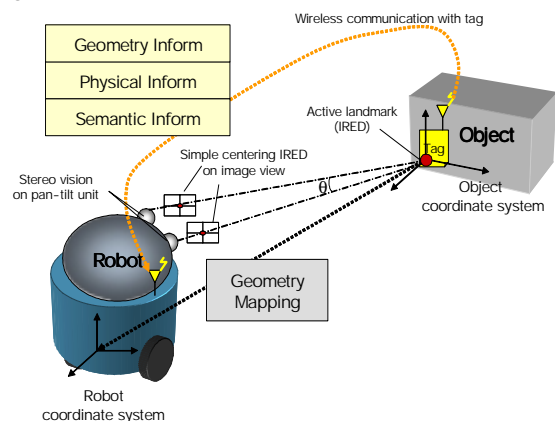 Wireless communication with tag
Geometry Inform
Physical Inform
Semantic Inform
Active landmark
(IRED)
Object
Tag
Simple centering IRED
on image view
Stereo vision
on pan-tilt unit
θ
Object
coordinate system
Robot
Geometry
Mapping
Robot
coordinate system